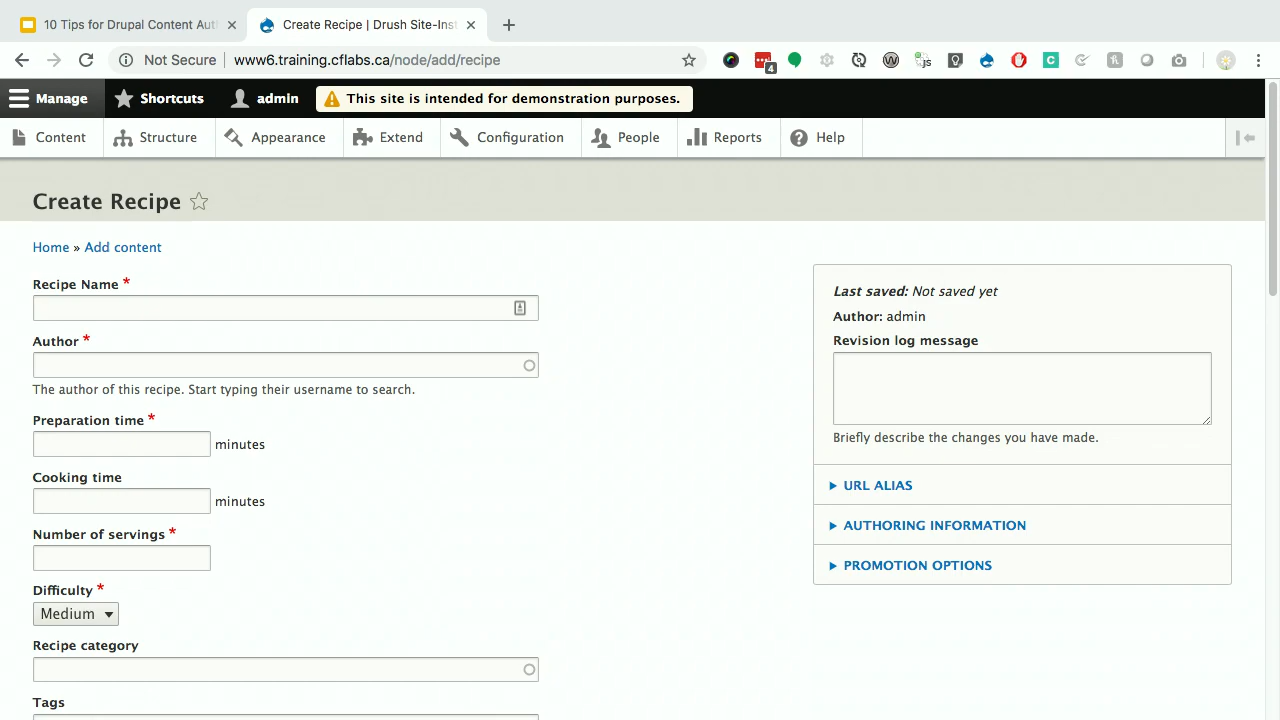 10 Tips for Drupal Content Aut
Create Recipe | Drush Site-Inst
Not Secure www6.training.cflabs.ca/node/add/recipe
4
js
C
Manage Shortcuts admin This site is intended for demonstration purposes.
Content Structure Appearance Extend Configuration People Reports Help
Create Recipe
Home » Add content
Recipe Name *
Author *
The author of this recipe. Start typing their username to search.
Preparation time *
minutes
Cooking time
minutes
Number of servings *
Difficulty *
Medium
Recipe category
Tags
Last saved: Not saved yet
Author: admin
Revision log message
Briefly describe the changes you have made.
URL ALIAS
AUTHORING INFORMATION
PROMOTION OPTIONS